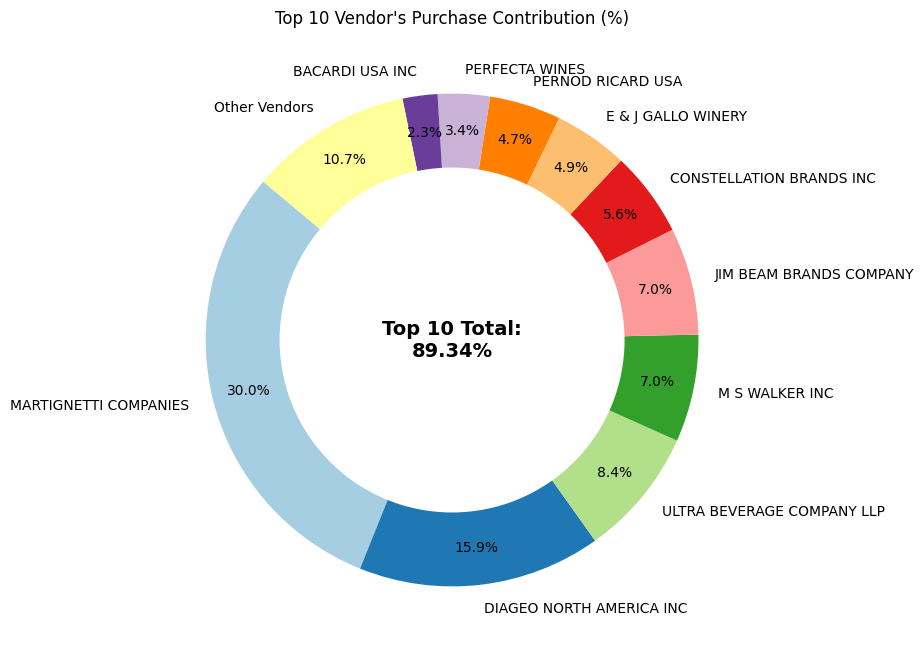 Top 10 Vendor's Purchase Contribution (%)
PERFECTA WINES
BACARDI USA INC
PERNOD RICARD USA
Other Vendors
E & J GALLO WINERY
2.3%
3.4%
4.7%
10.7%
4.9%
CONSTELLATION BRANDS INC
5.6%
JIM BEAM BRANDS COMPANY
7.0%
Top 10 Total:
89.34%
7.0%
M S WALKER INC
30.0%
MARTIGNETTI COMPANIES
8.4%
ULTRA BEVERAGE COMPANY LLP
15.9%
DIAGEO NORTH AMERICA INC